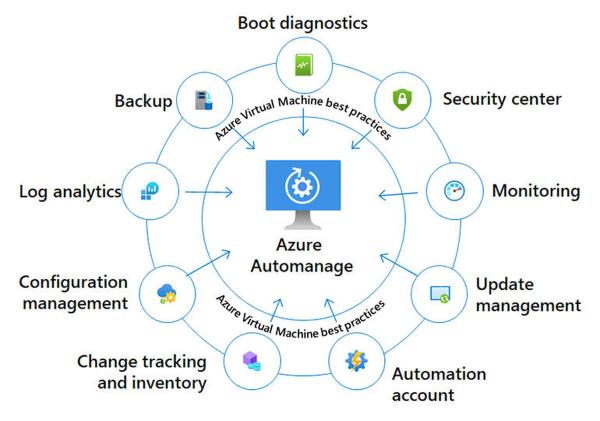 Boot diagnostics
Backup
Azure Virtual Machine best practices
Security center
Log analytics
Monitoring
Azure
Automanage
Configuration
management
Update
management
Azure Virtual Machine best practices
Change tracking
and inventory
Automation
account